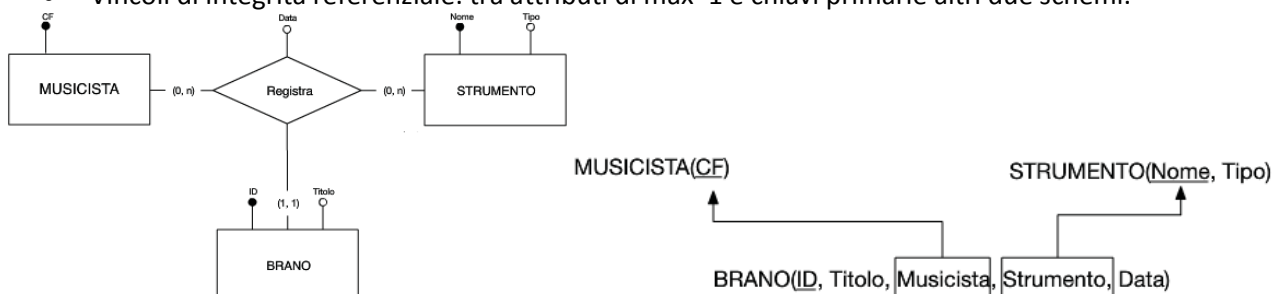 Vincoli di integrità referenziale: tra attributi di max=1 e chiavi primarie altri due schemi.
CF
Data
Nome
Tipo
MUSICISTA
(0, n)
Registra
(0, n)
STRUMENTO
ID
(1, 1)
Titolo
BRANO
MUSICISTA(CF)
STRUMENTO(Nome, Tipo)
BRANO(ID, Titolo, Musicista, Strumento, Data)